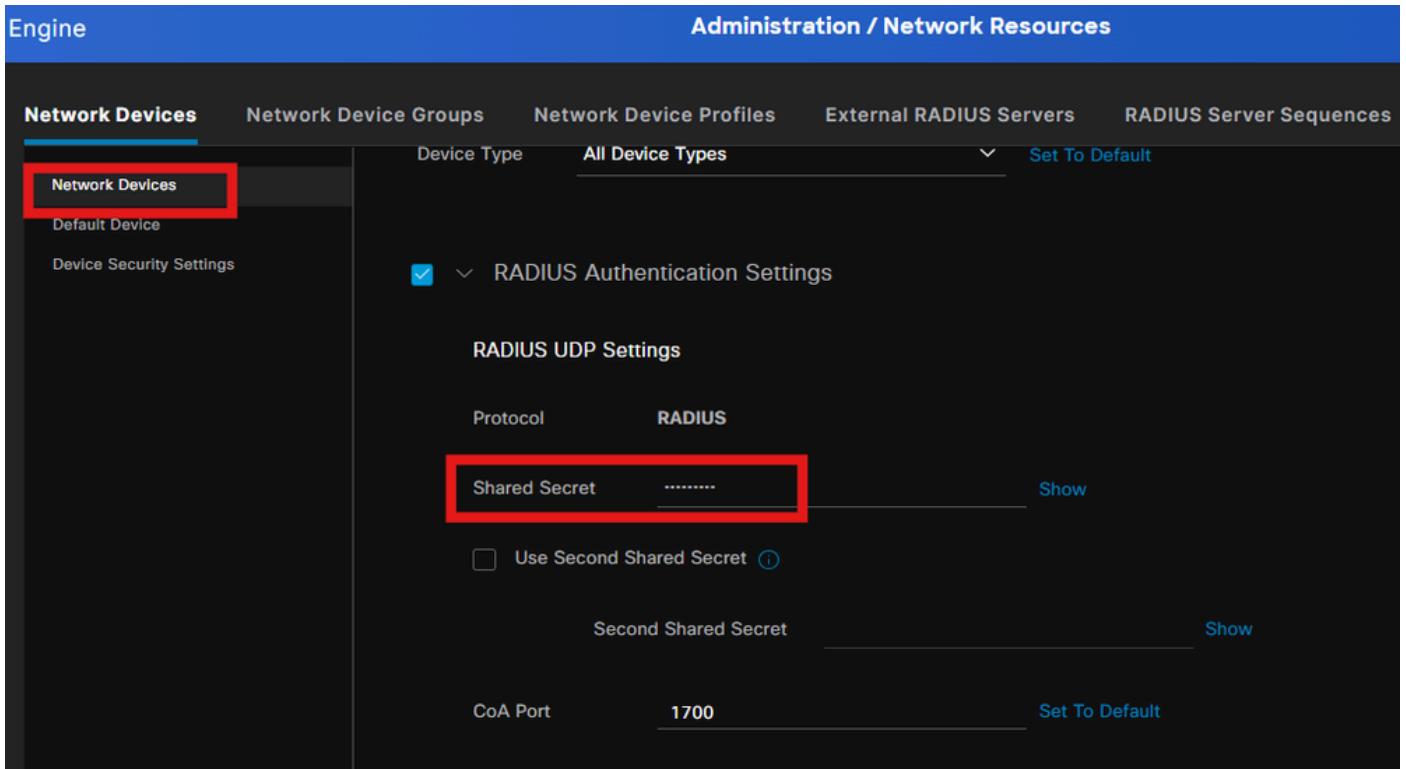 Engine
Administration / Network Resources
Network Devices Network Device Groups Network Device Profiles External RADIUS Servers RADIUS Server Sequences
Network Devices
Default Device
Device Security Settings
Device Type All Device Types Set To Default
RADIUS Authentication Settings
RADIUS UDP Settings
Protocol RADIUS
Shared Secret ········· Show
Use Second Shared Secret
Second Shared Secret Show
CoA Port 1700 Set To Default